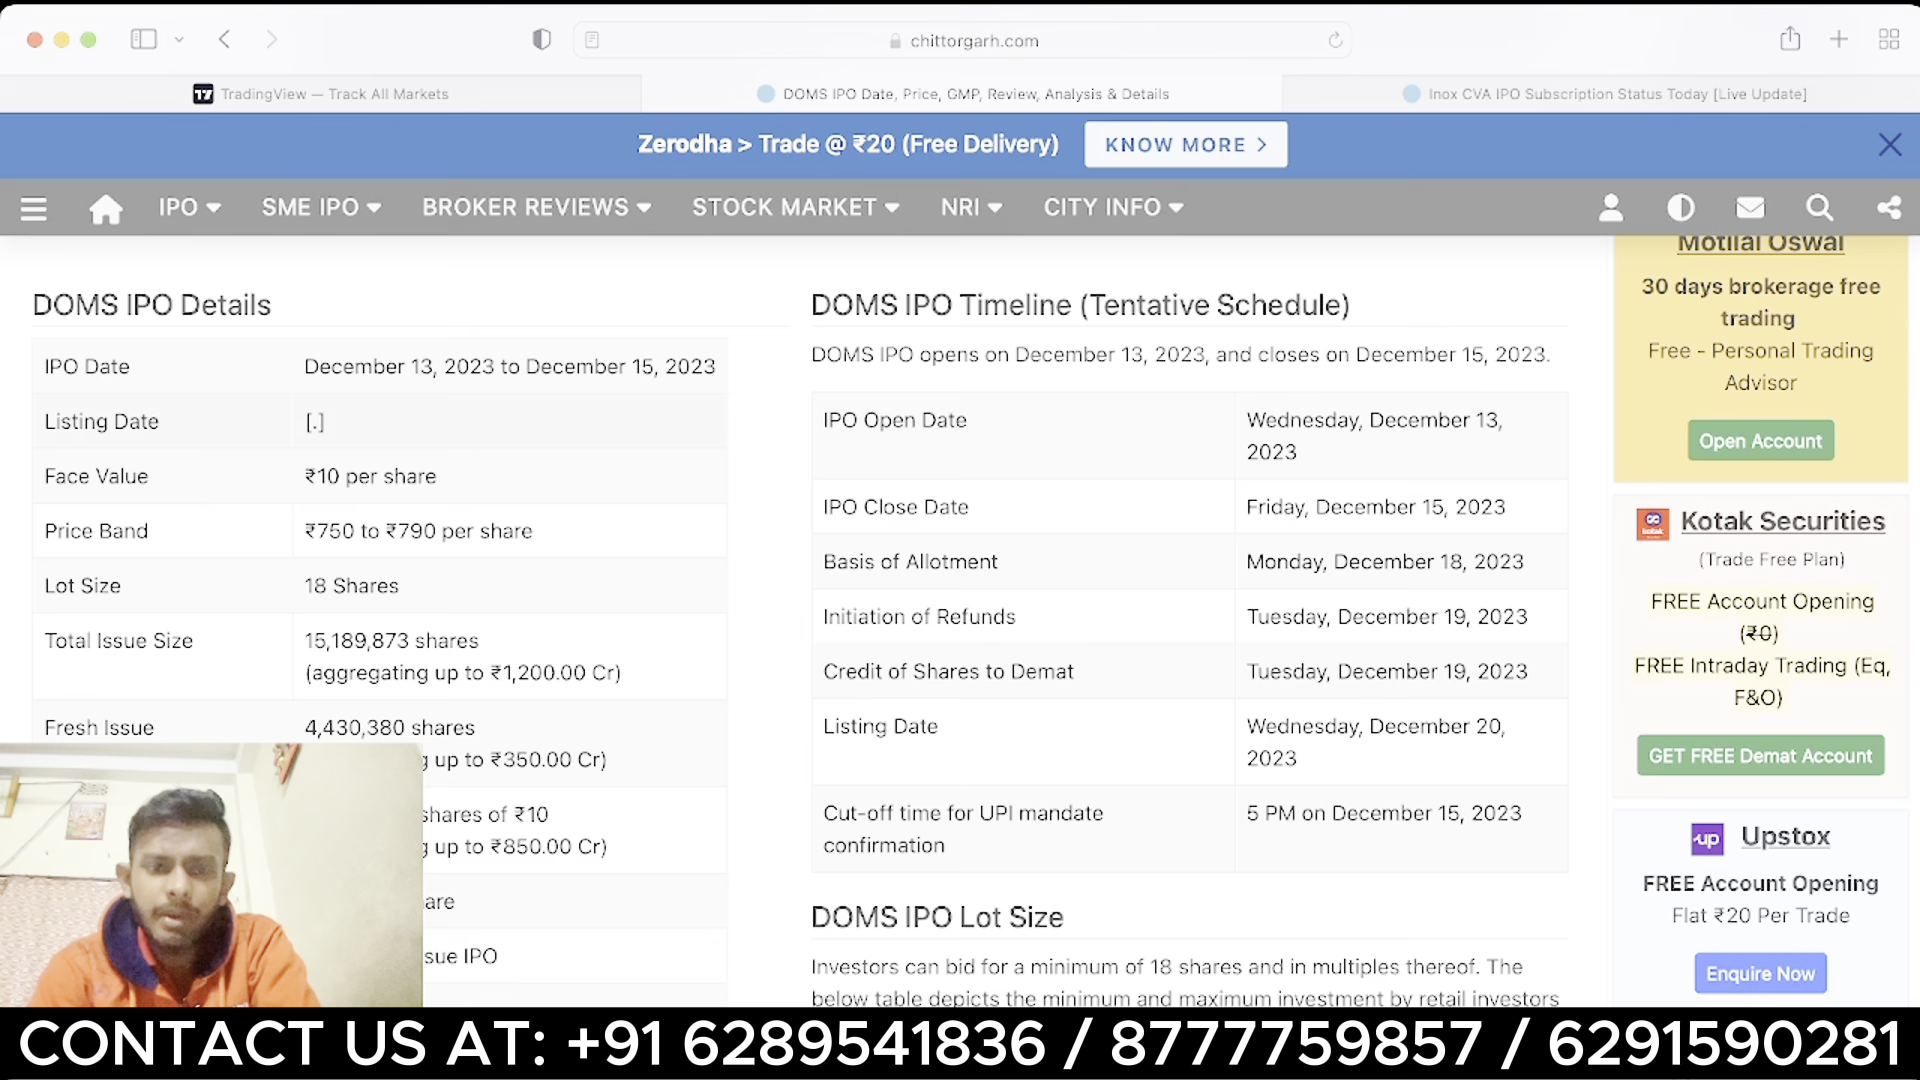 chittorgarh.com
TradingView — Track All Markets
DOMS IPO Date, Price, GMP, Review, Analysis & Details
Inox CVA IPO Subscription Status Today [Live Update]
Zerodha > Trade @ ₹20 (Free Delivery)
KNOW MORE >
IPO
SME IPO
BROKER REVIEWS
STOCK MARKET
NRI
CITY INFO
DOMS IPO Details
IPO Date December 13, 2023 to December 15, 2023
Listing Date [.]
Face Value ₹10 per share
Price Band ₹750 to ₹790 per share
Lot Size 18 Shares
Total Issue Size 15,189,873 shares
(aggregating up to ₹1,200.00 Cr)
Fresh Issue 4,430,380 shares
g up to ₹350.00 Cr)
shares of ₹10
g up to ₹850.00 Cr)
are
sue IPO
DOMS IPO Timeline (Tentative Schedule)
DOMS IPO opens on December 13, 2023, and closes on December 15, 2023.
IPO Open Date Wednesday, December 13,
2023
IPO Close Date Friday, December 15, 2023
Basis of Allotment Monday, December 18, 2023
Initiation of Refunds Tuesday, December 19, 2023
Credit of Shares to Demat Tuesday, December 19, 2023
Listing Date Wednesday, December 20,
2023
Cut-off time for UPI mandate 5 PM on December 15, 2023
confirmation
DOMS IPO Lot Size
Investors can bid for a minimum of 18 shares and in multiples thereof. The
below table depicts the minimum and maximum investment by retail investors
Motilal Oswal
30 days brokerage free
trading
Free - Personal Trading
Advisor
Open Account
kotak
Kotak Securities
(Trade Free Plan)
FREE Account Opening
(₹0)
FREE Intraday Trading (Eq,
F&O)
GET FREE Demat Account
up
Upstox
FREE Account Opening
Flat ₹20 Per Trade
Enquire Now
CONTACT US AT: +91 6289541836 / 8777759857 / 6291590281